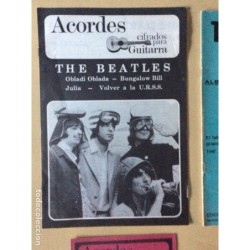 Acordes
cifrados
para
Guitarra
THE BEATLES
Obladi Oblada - Bungalow Bill
Julia - Volver a la U.R.S.S.
todocoleccion